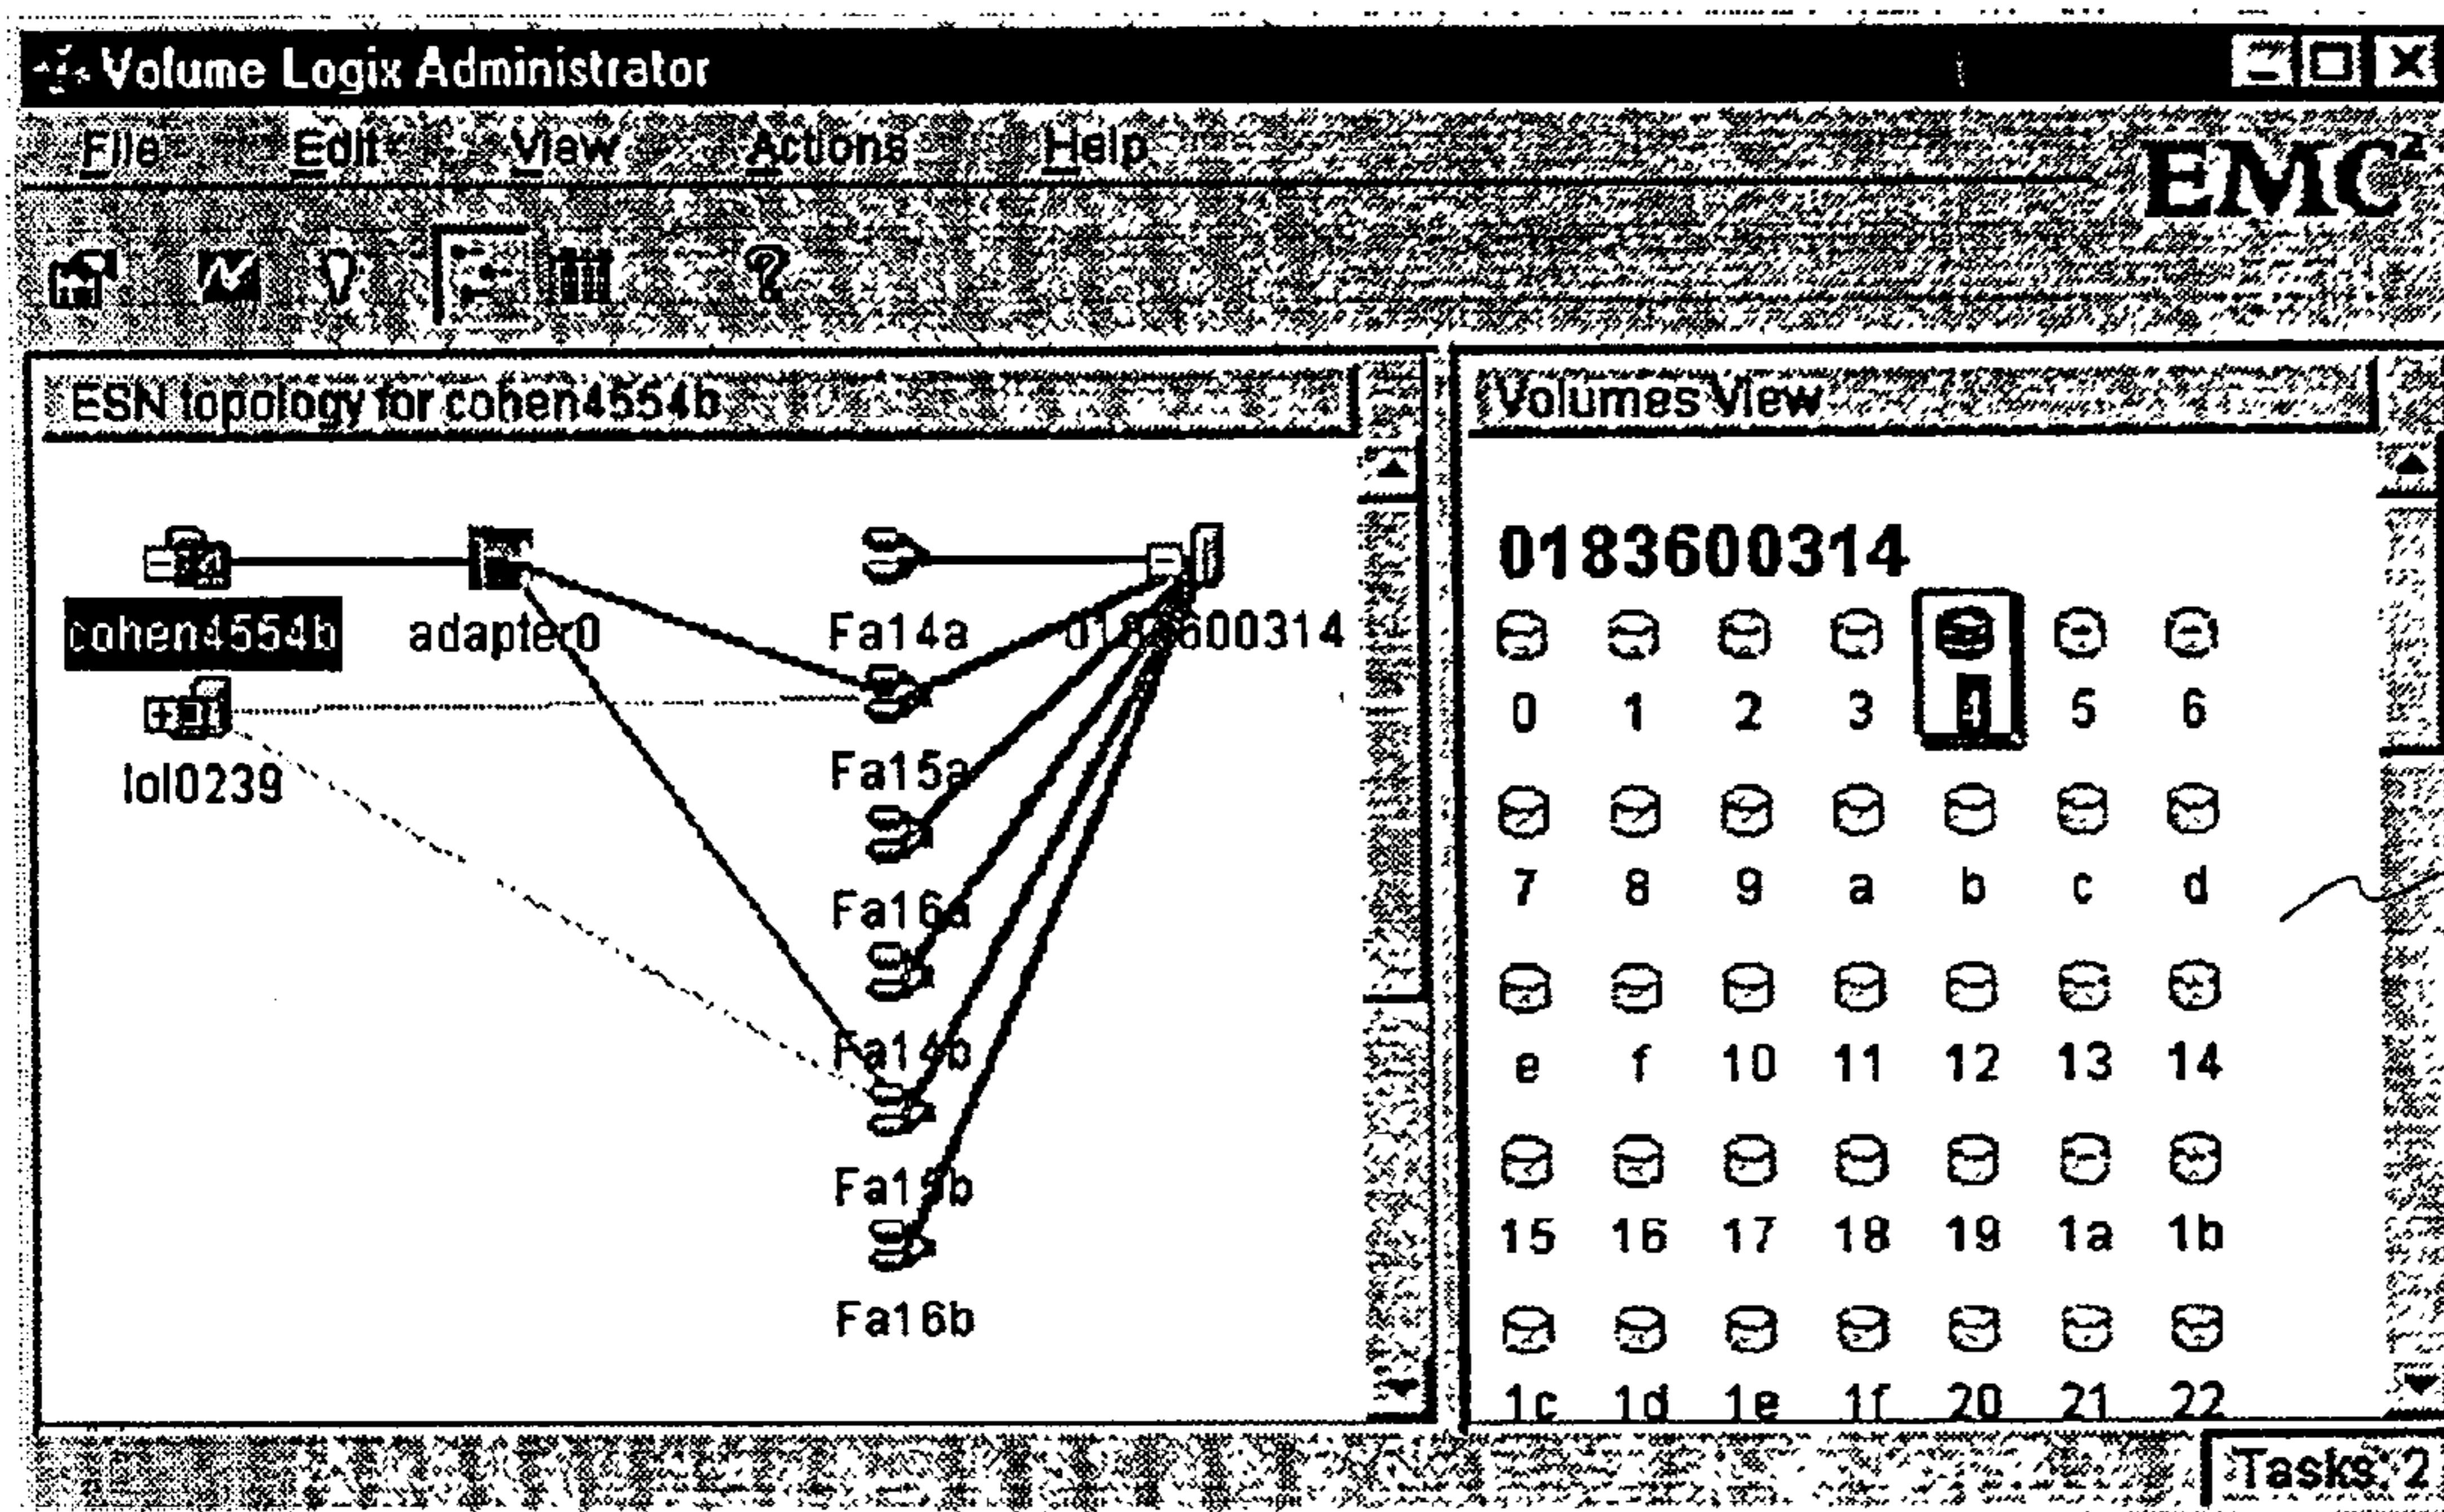 Volume Logix Administrator
File Edit View Actions Help
EMC²
ESN topology for cohen4554b
cohen4554b adapter0 Fa14a 0183600314
lol0239 Fa15a
Fa16a
Fa14b
Fa15b
Fa16b
Volumes View
0183600314
0 1 2 3 4 5 6
7 8 9 a b c d
e f 10 11 12 13 14
15 16 17 18 19 1a 1b
1c 1d 1e 1f 20 21 22
Tasks: 2